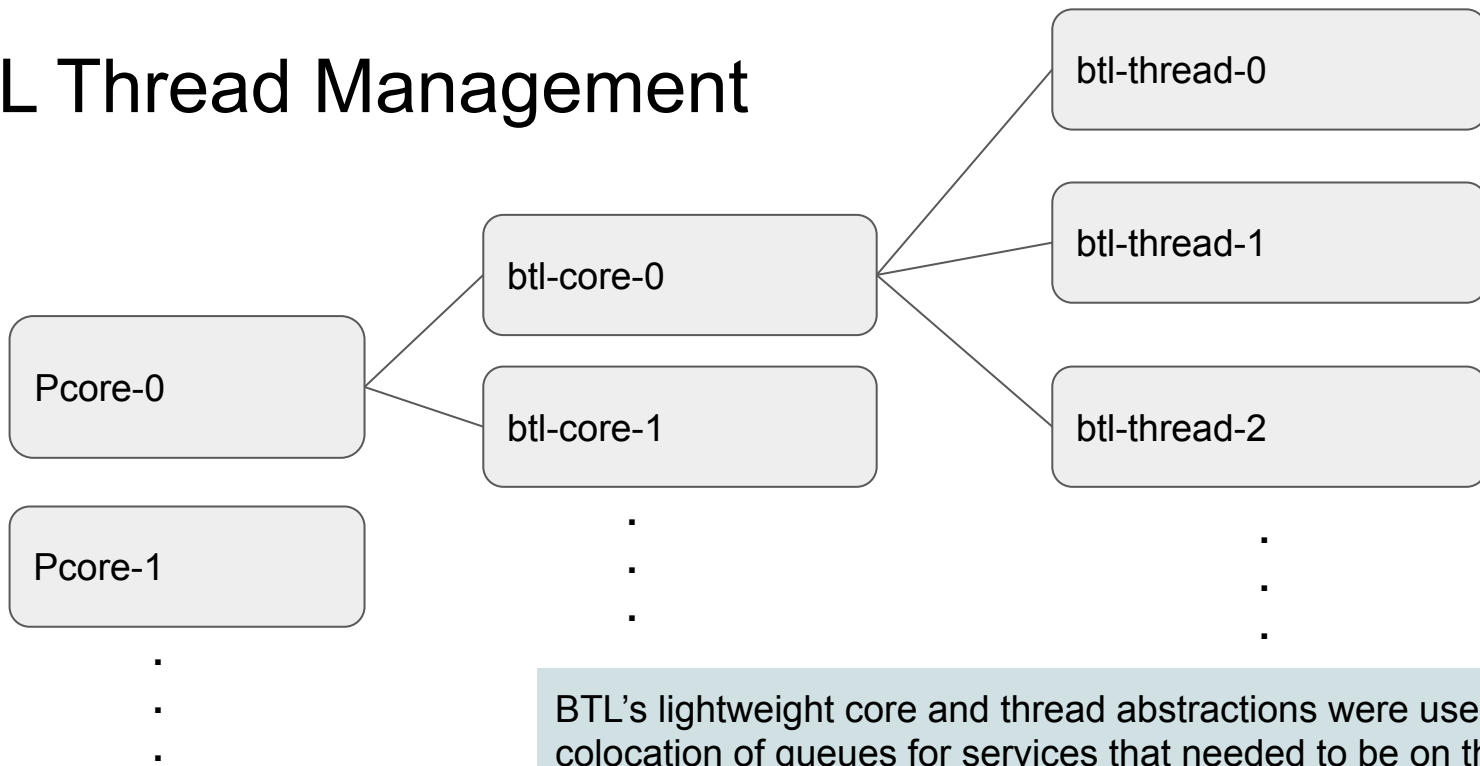 L Thread Management
btl-thread-0
btl-thread-1
btl-core-0
Pcore-0
btl-core-1
btl-thread-2
Pcore-1
BTL’s lightweight core and thread abstractions were use
colocation of queues for services that needed to be on th